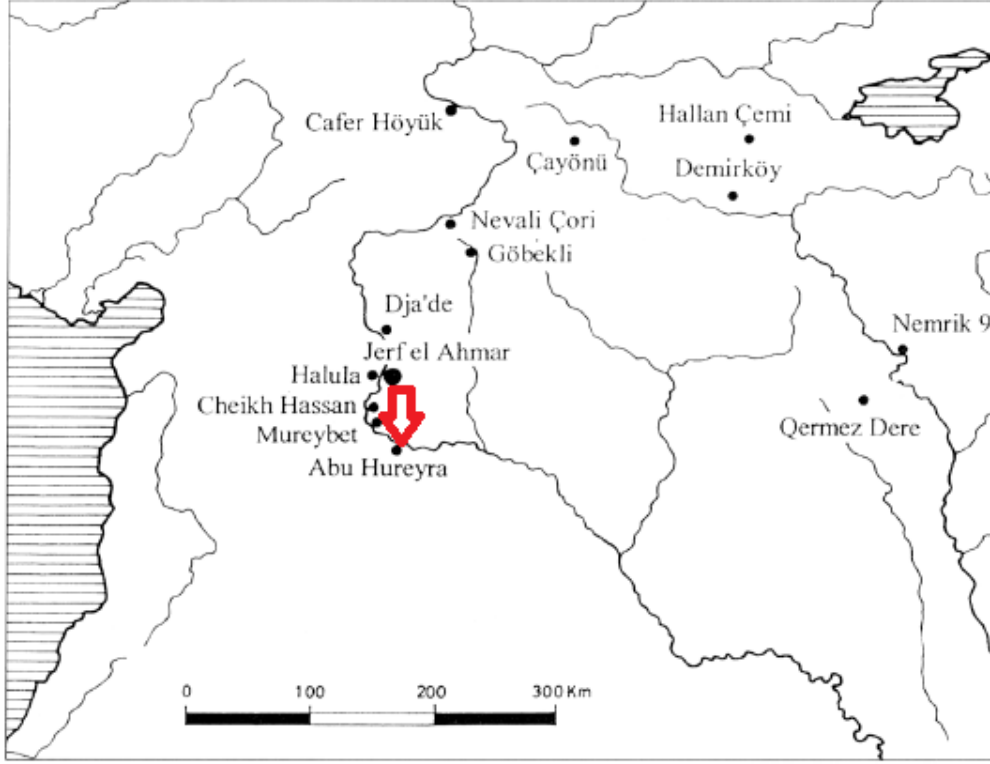 Cafer Höyük
Hallan Çemi
Çayönü
Demirköy
Nevali Çori
Göbekli
Dja'de
Nemrik 9
Jerf el Ahmar
Halula
Cheikh Hassan
Mureybet
Qermez Dere
Abu Hureyra
0 100 200 300 Km